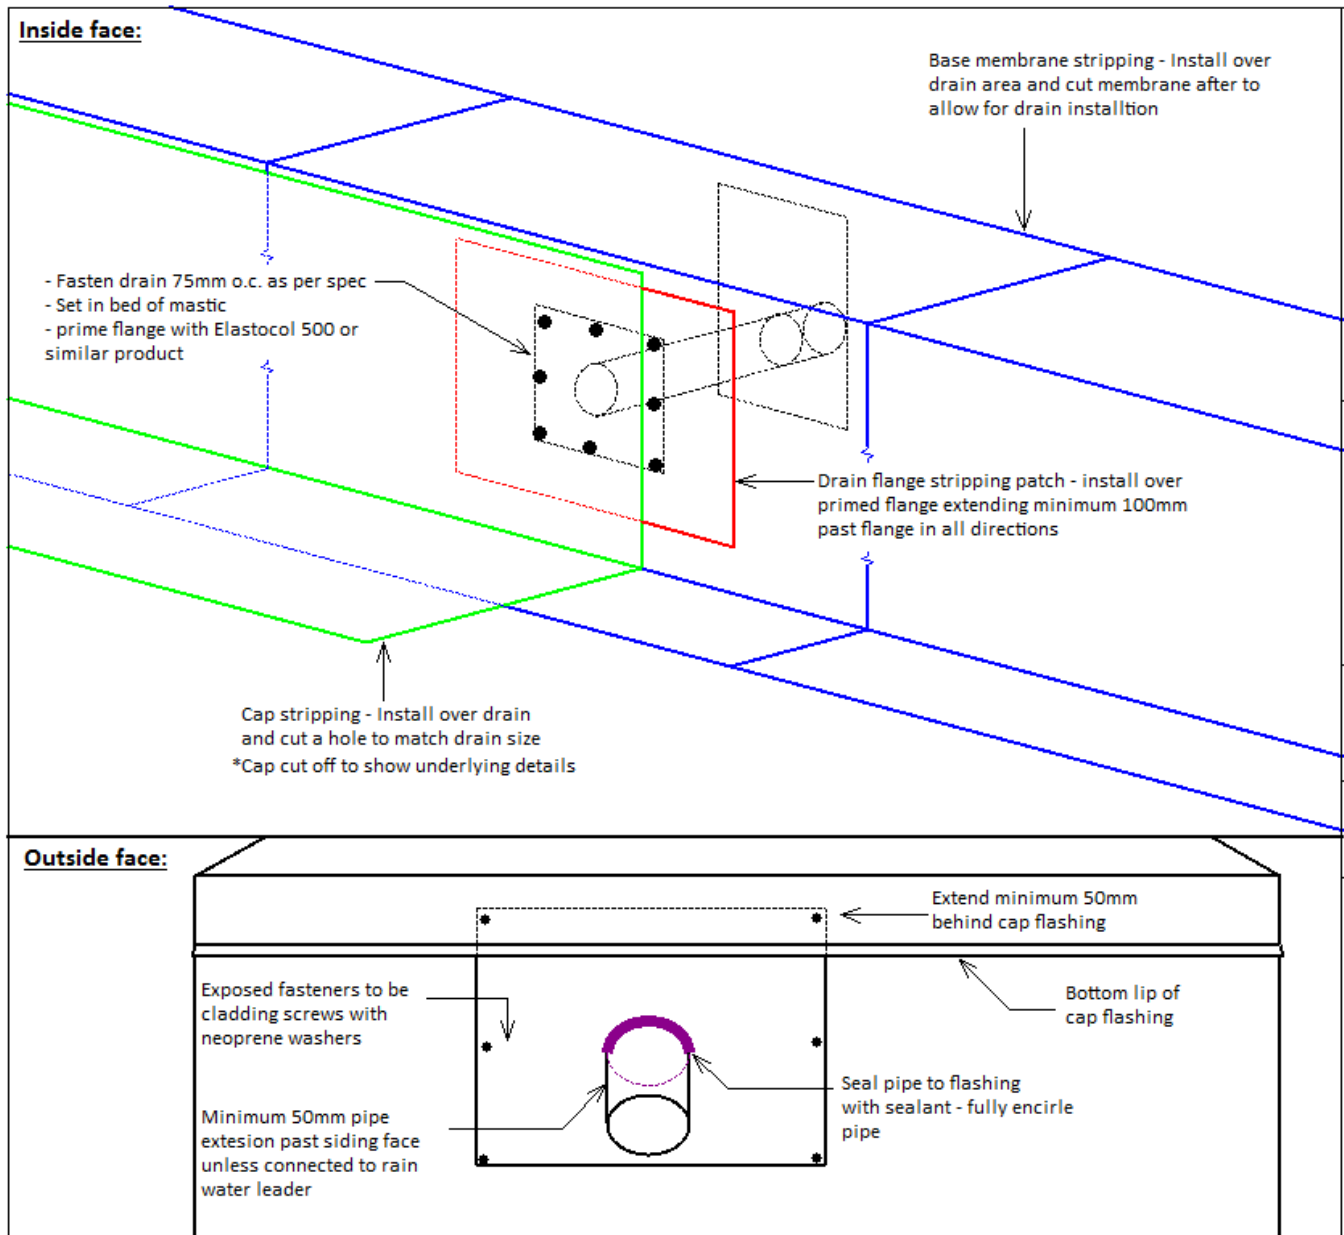 Inside face:
Base membrane stripping - Install over
drain area and cut membrane after to
allow for drain installtion
- Fasten drain 75mm o.c. as per spec
- Set in bed of mastic
- prime flange with Elastocol 500 or
similar product
Drain flange stripping patch - install over
primed flange extending minimum 100mm
past flange in all directions
Cap stripping - Install over drain
and cut a hole to match drain size
*Cap cut off to show underlying details
Outside face:
Extend minimum 50mm
behind cap flashing
Exposed fasteners to be
cladding screws with
neoprene washers
Bottom lip of
cap flashing
Seal pipe to flashing
with sealant - fully encirle
pipe
Minimum 50mm pipe
extesion past siding face
unless connected to rain
water leader